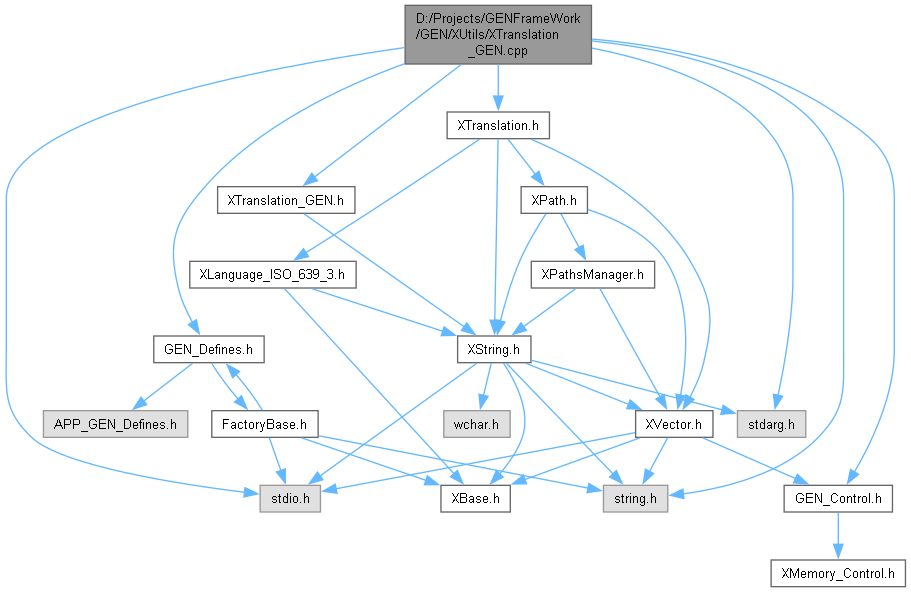 D:/Projects/GENFrameWork
/GEN/XUtils/XTranslation
_GEN.cpp
XTranslation.h
XTranslation_GEN.h
XPath.h
XLanguage_ISO_639_3.h
XPathsManager.h
GEN_Defines.h
XString.h
APP_GEN_Defines.h
FactoryBase.h
wchar.h
XVector.h
stdarg.h
stdio.h
XBase.h
string.h
GEN_Control.h
XMemory_Control.h